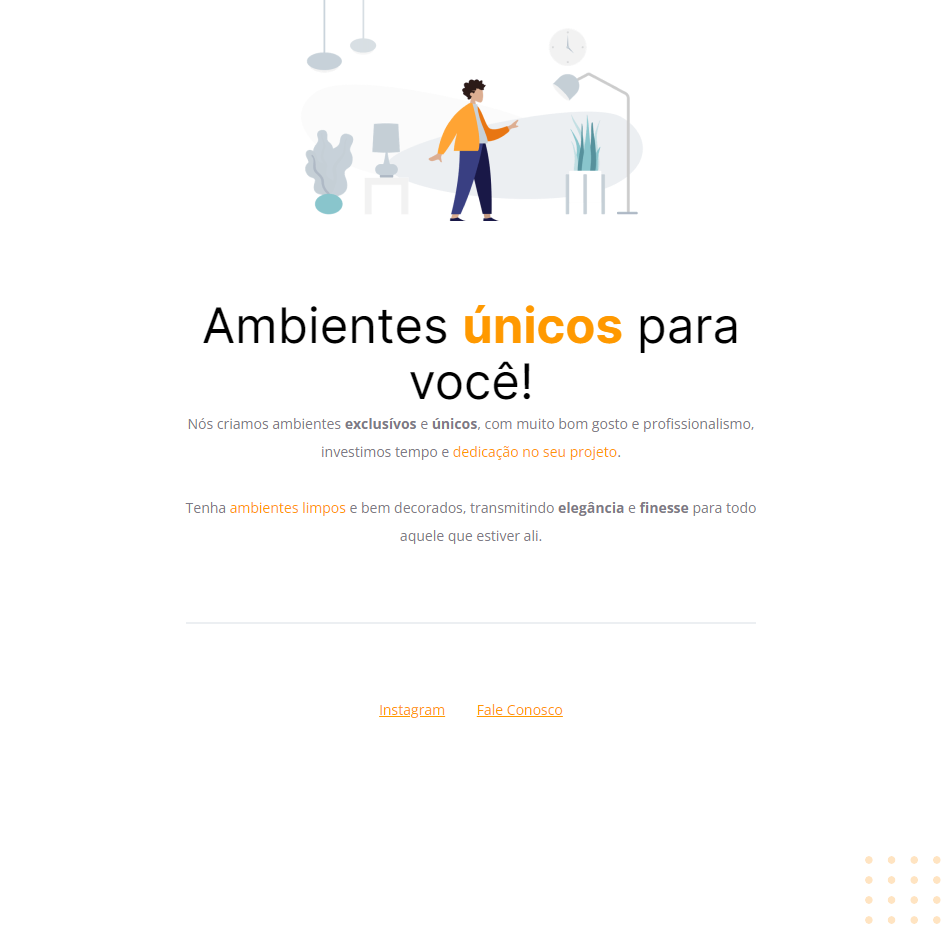 Ambientes únicos para
você!
Nós criamos ambientes exclusívos e únicos, com muito bom gosto e profissionalismo,
investimos tempo e dedicação no seu projeto.
Tenha ambientes limpos e bem decorados, transmitindo elegância e finesse para todo
aquele que estiver ali.
Instagram Fale Conosco